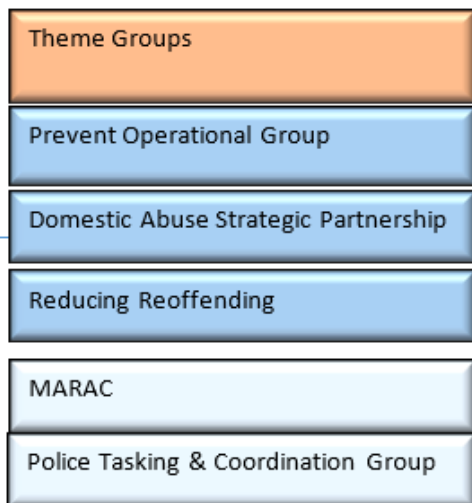 Theme Groups
Prevent Operational Group
Domestic Abuse Strategic Partnership
Reducing Reoffending
MARAC
Police Tasking & Coordination Group